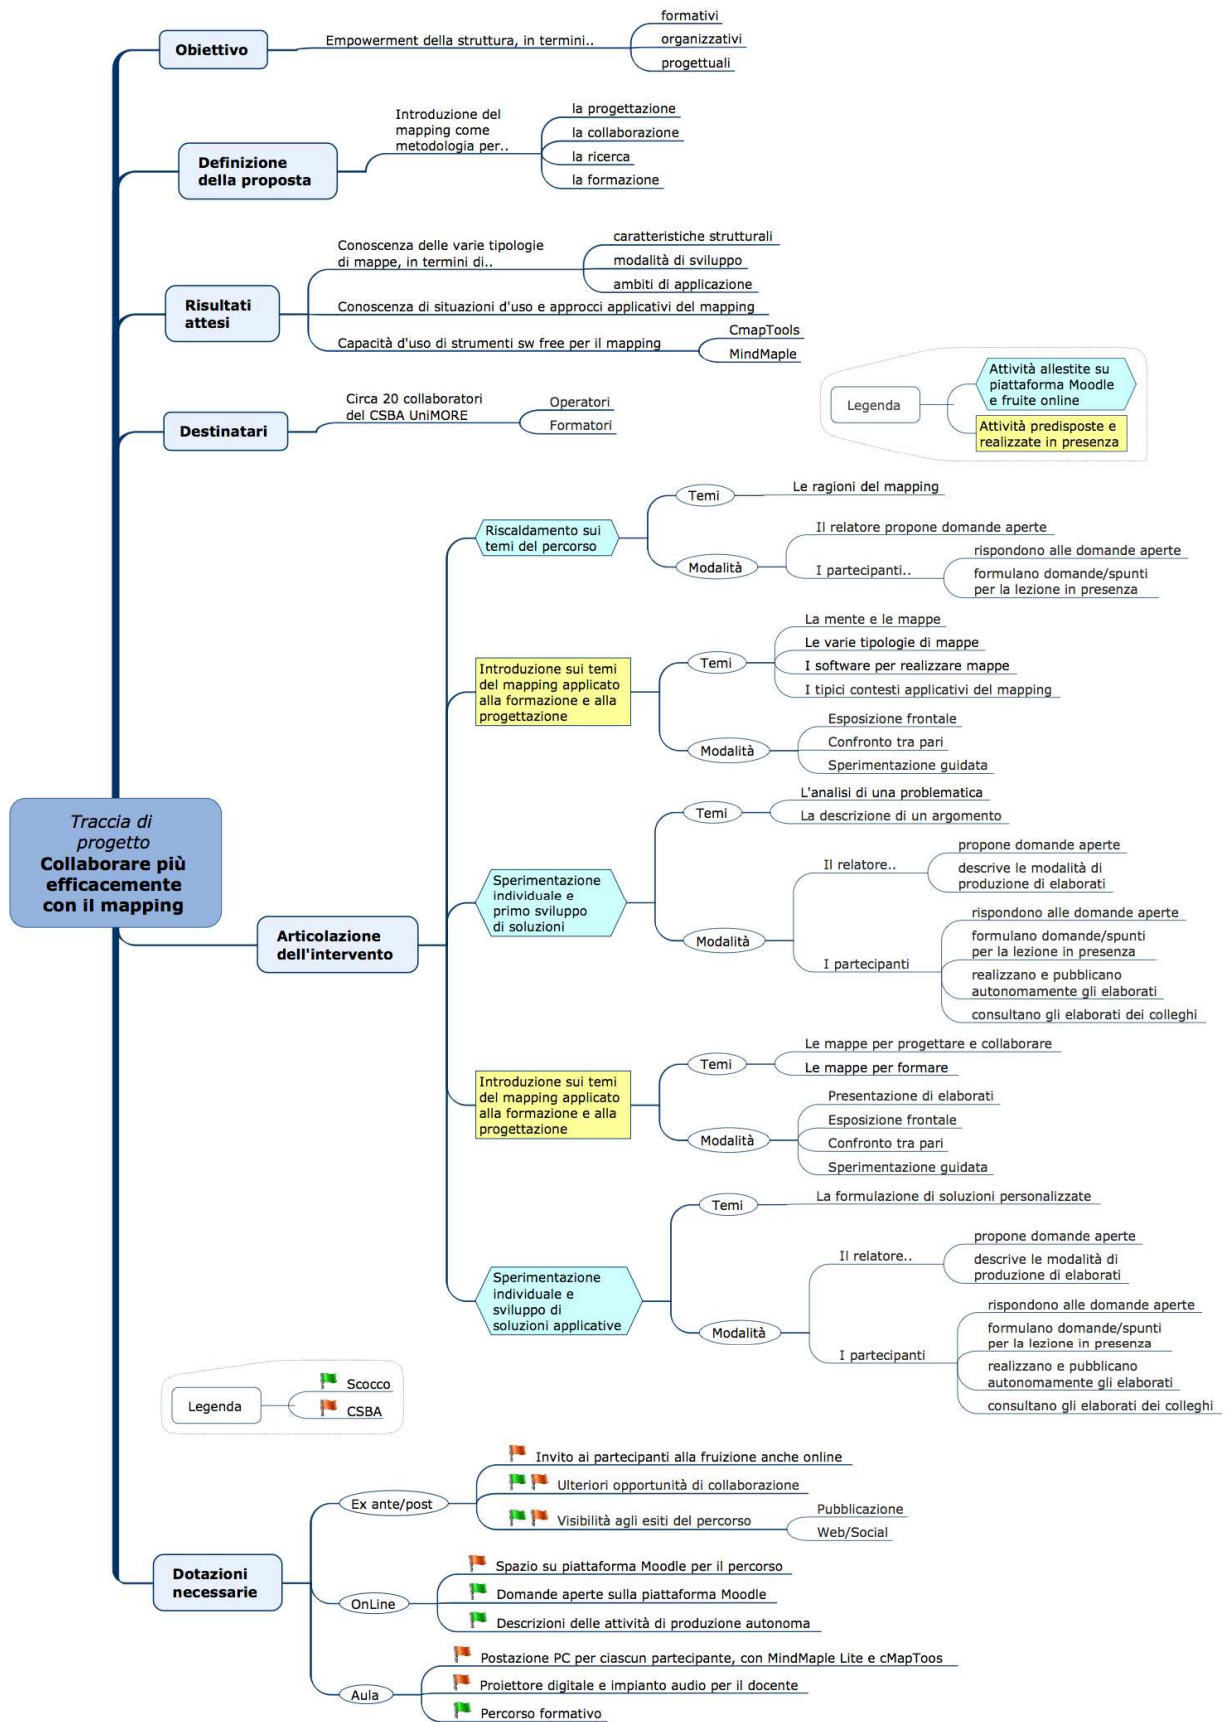 Traccia di
progetto
Collaborare più
efficacemente
con il mapping
Obiettivo
Empowerment della struttura, in termini..
formativi
organizzativi
progettuali
Definizione
della proposta
Introduzione del
mapping come
metodologia per..
la progettazione
la collaborazione
la ricerca
la formazione
Risultati
attesi
Conoscenza delle varie tipologie
di mappe, in termini di..
caratteristiche strutturali
modalità di sviluppo
ambiti di applicazione
Conoscenza di situazioni d'uso e approcci applicativi del mapping
Capacità d'uso di strumenti sw free per il mapping
CmapTools
MindMaple
Legenda
Attività allestite su
piattaforma Moodle
e fruite online
Attività predisposte e
realizzate in presenza
Destinatari
Circa 20 collaboratori
del CSBA UniMORE
Operatori
Formatori
Articolazione
dell'intervento
Riscaldamento sui
temi del percorso
Temi
Le ragioni del mapping
Modalità
Il relatore propone domande aperte
I partecipanti..
rispondono alle domande aperte
formulano domande/spunti
per la lezione in presenza
Introduzione sui temi
del mapping applicato
alla formazione e alla
progettazione
Temi
La mente e le mappe
Le varie tipologie di mappe
I software per realizzare mappe
I tipici contesti applicativi del mapping
Modalità
Esposizione frontale
Confronto tra pari
Sperimentazione guidata
Sperimentazione
individuale e
primo sviluppo
di soluzioni
Temi
L'analisi di una problematica
La descrizione di un argomento
Modalità
Il relatore..
propone domande aperte
descrive le modalità di
produzione di elaborati
I partecipanti
rispondono alle domande aperte
formulano domande/spunti
per la lezione in presenza
realizzano e pubblicano
autonomamente gli elaborati
consultano gli elaborati dei colleghi
Introduzione sui temi
del mapping applicato
alla formazione e alla
progettazione
Temi
Le mappe per progettare e collaborare
Le mappe per formare
Modalità
Presentazione di elaborati
Esposizione frontale
Confronto tra pari
Sperimentazione guidata
Sperimentazione
individuale e
sviluppo di
soluzioni applicative
Temi
La formulazione di soluzioni personalizzate
Modalità
Il relatore..
propone domande aperte
descrive le modalità di
produzione di elaborati
I partecipanti
rispondono alle domande aperte
formulano domande/spunti
per la lezione in presenza
realizzano e pubblicano
autonomamente gli elaborati
consultano gli elaborati dei colleghi
Legenda
Scocco
CSBA
Dotazioni
necessarie
Ex ante/post
Invito ai partecipanti alla fruizione anche online
Ulteriori opportunità di collaborazione
Visibilità agli esiti del percorso
Pubblicazione
Web/Social
OnLine
Spazio su piattaforma Moodle per il percorso
Domande aperte sulla piattaforma Moodle
Descrizioni delle attività di produzione autonoma
Aula
Postazione PC per ciascun partecipante, con MindMaple Lite e cMapToos
Proiettore digitale e impianto audio per il docente
Percorso formativo